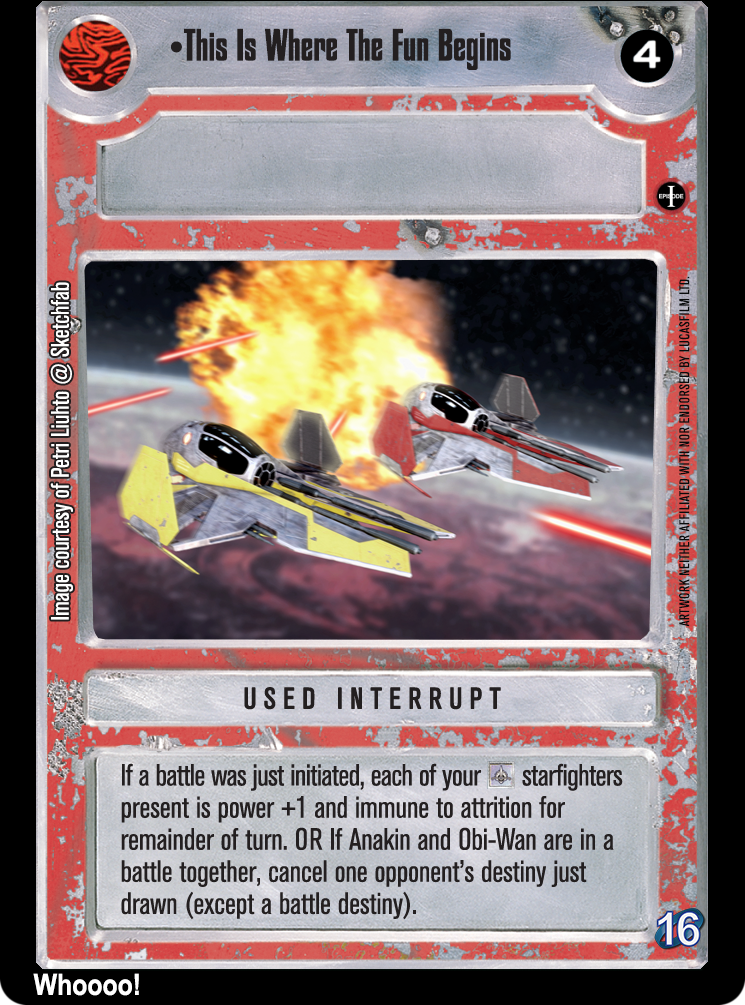 •This Is Where The Fun Begins
4
EPISODE
I
Image courtesy of Petri Liuhto @ Sketchfab
ARTWORK NEITHER AFFILIATED WITH NOR ENDORSED BY LUCASFILM LTD.
USED INTERRUPT
If a battle was just initiated, each of your starfighters
present is power +1 and immune to attrition for
remainder of turn. OR If Anakin and Obi-Wan are in a
battle together, cancel one opponent's destiny just
drawn (except a battle destiny).
16
Whoooo!